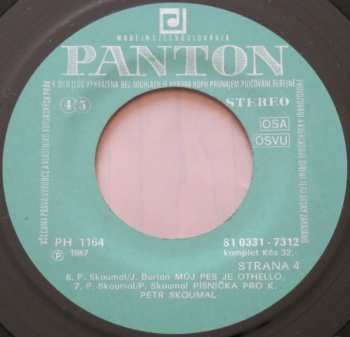 MADE IN CZECHOSLOVAKIA
PANTON
45
STEREO
OSA
OSVU
PH 1164
℗ 1987
81 0331-7312
komplet Kčs 32,-
STRANA 4
6. P. Skoumal/J. Burian MŮJ PES JE OTHELLO,
7. P. Skoumal/P. Skoumal PÍSNIČKA PRO K.
PETR SKOUMAL